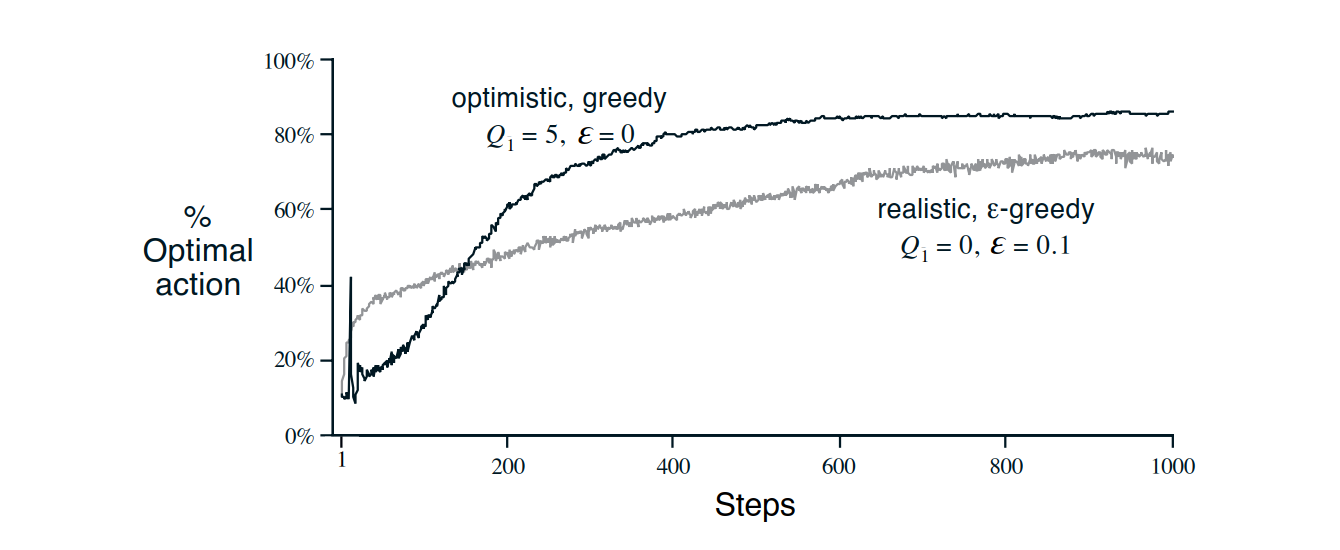 100%
optimistic, greedy
Q₁ = 5, ε = 0
80%
60%
%
Optimal
action
realistic, ε-greedy
Q₁ = 0, ε = 0.1
40%
20%
0%
1
200
400
600
800
1000
Steps